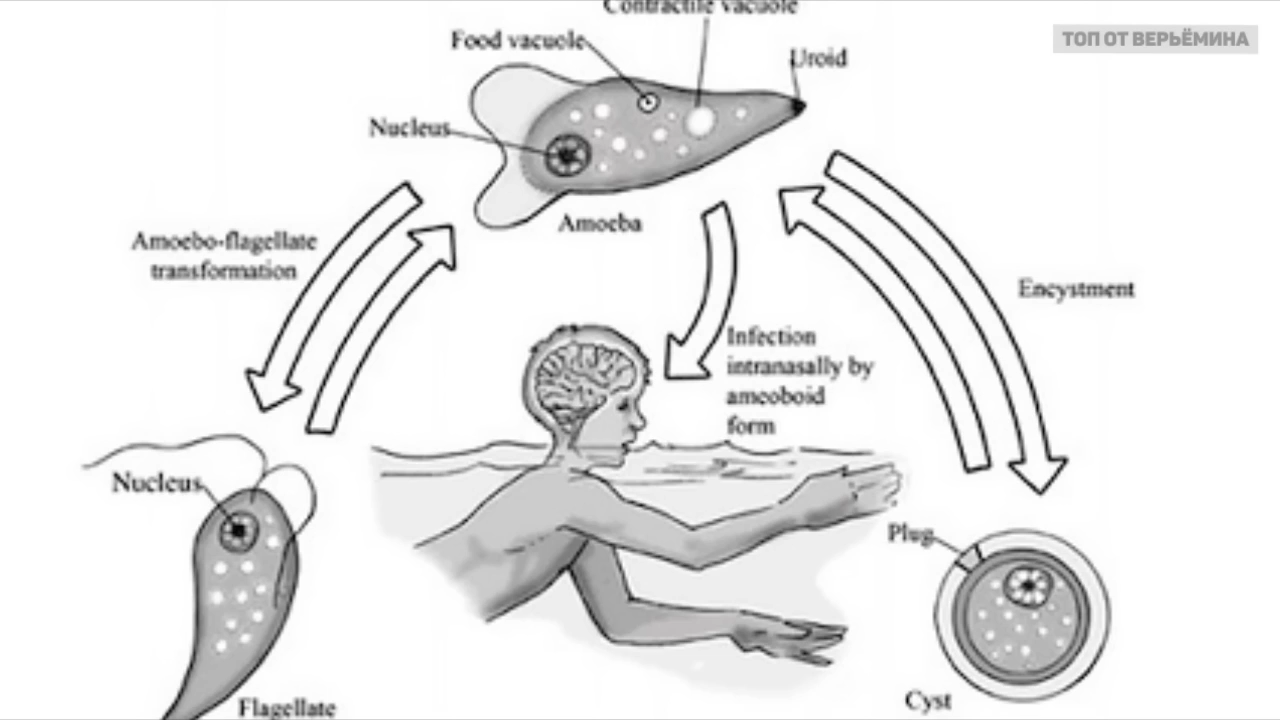 Contractile vacuole
ТОП ОТ ВЕРЬЁМИНА
Food vacuole
Uroid
Nucleus
Amoeba
Amoebo-flagellate
transformation
Encystment
Infection
intranasally by
ameoboid
form
Nucleus
Plug
Cyst
Flagellate